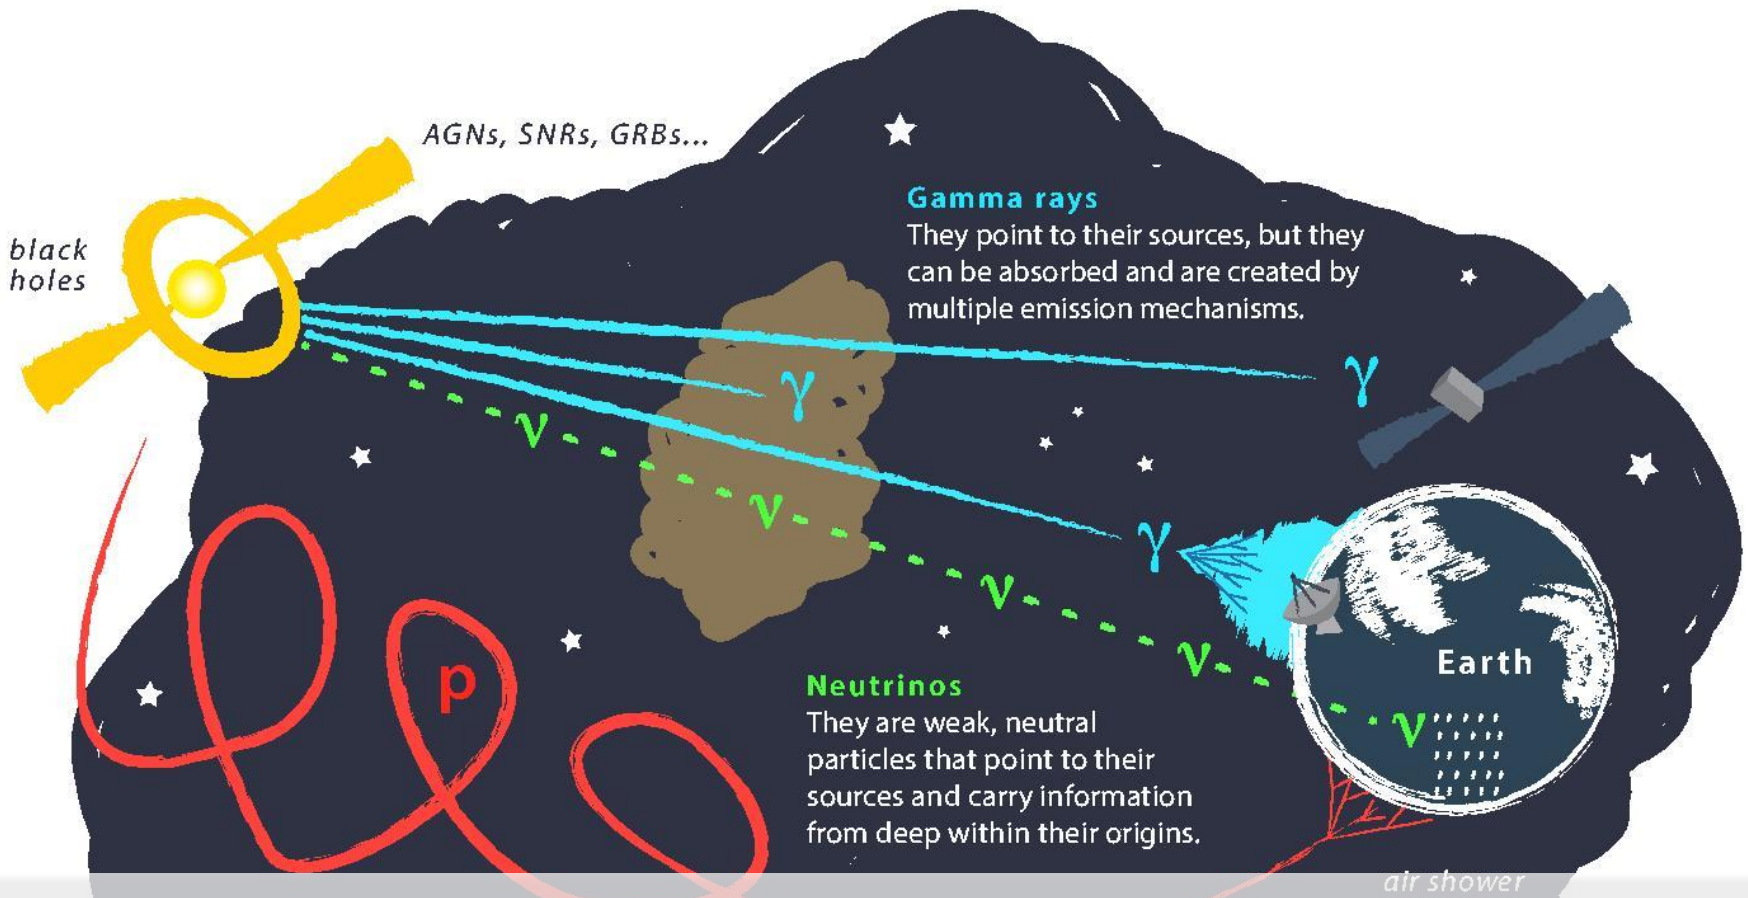 AGNs, SNRs, GRBs...
black
holes
Gamma rays
They point to their sources, but they
can be absorbed and are created by
multiple emission mechanisms.
γ
γ
ν
γ
ν
ν
ν
p
Earth
ν
Neutrinos
They are weak, neutral
particles that point to their
sources and carry information
from deep within their origins.
air shower